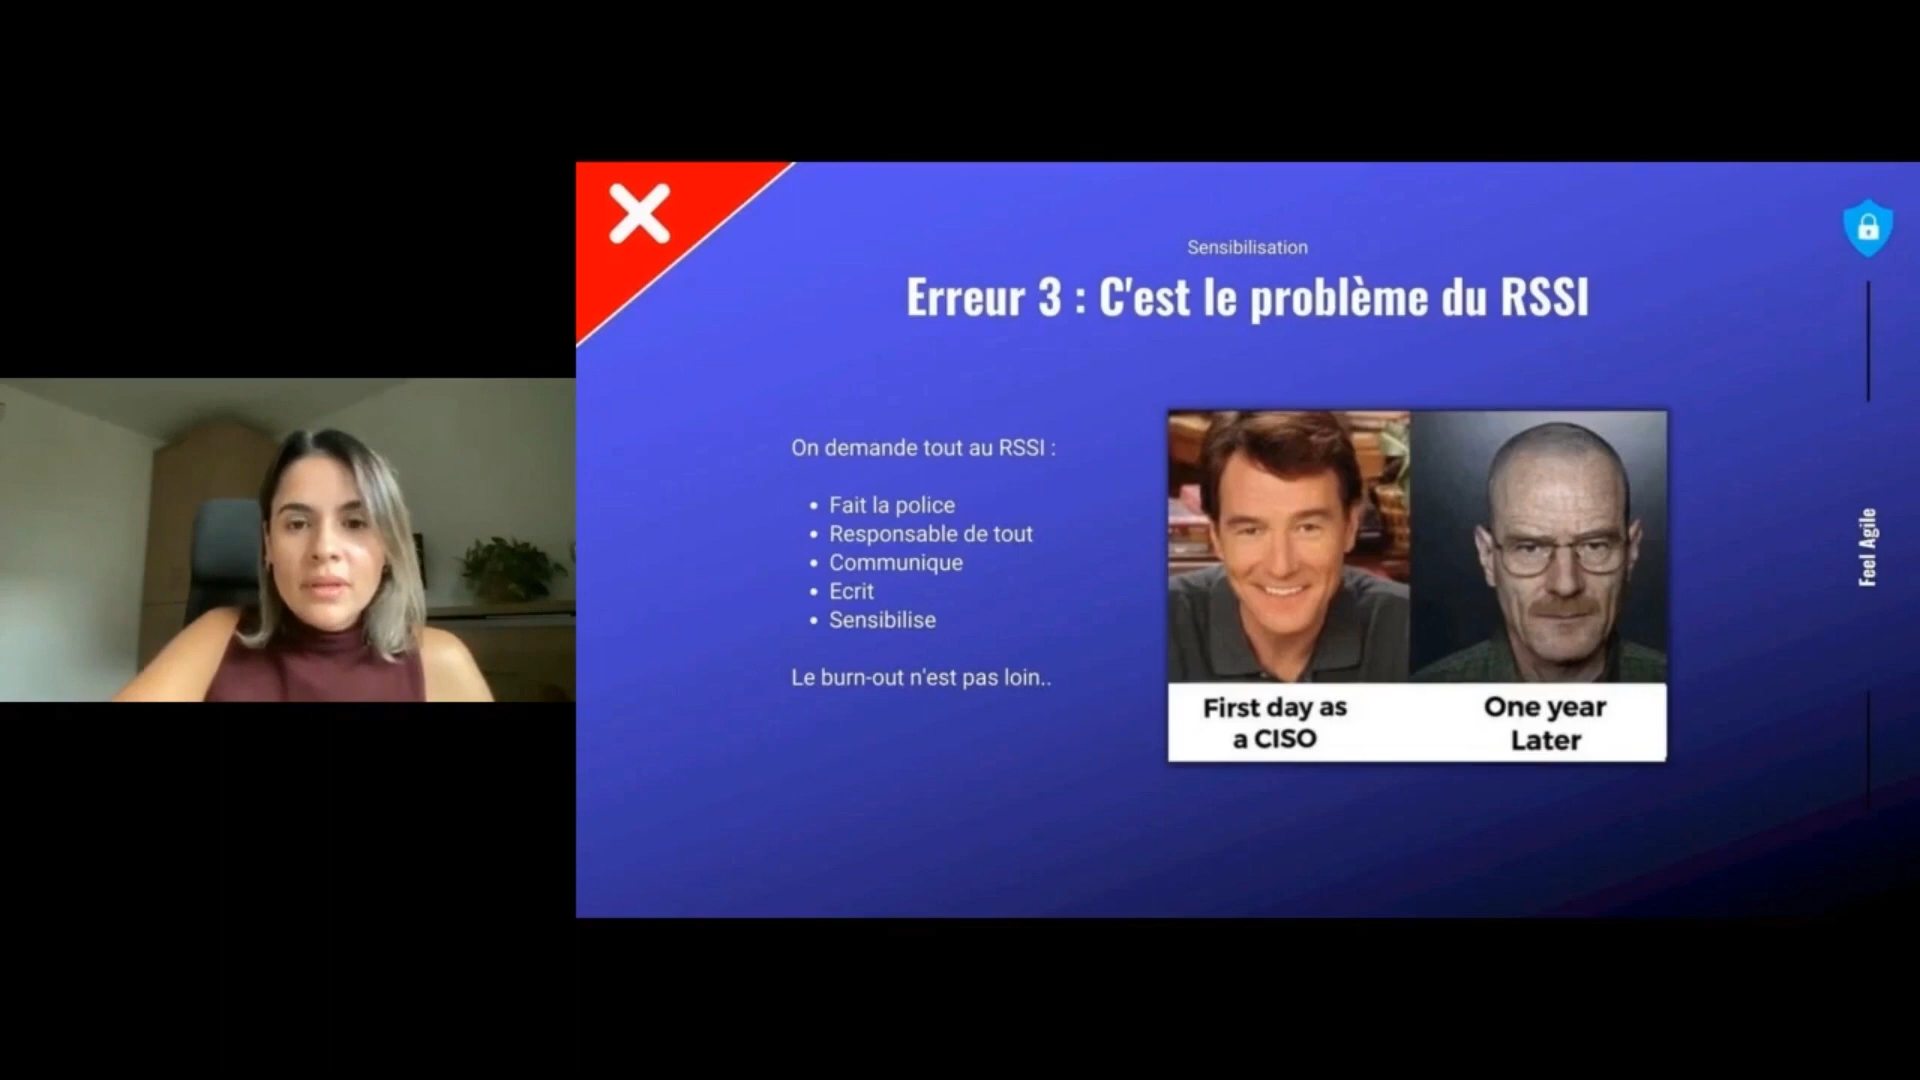 Sensibilisation
Erreur 3 : C'est le problème du RSSI
On demande tout au RSSI :
• Fait la police
• Responsable de tout
• Communique
• Ecrit
• Sensibilise
Le burn-out n'est pas loin..
First day as
a CISO
One year
Later
Feel Agile